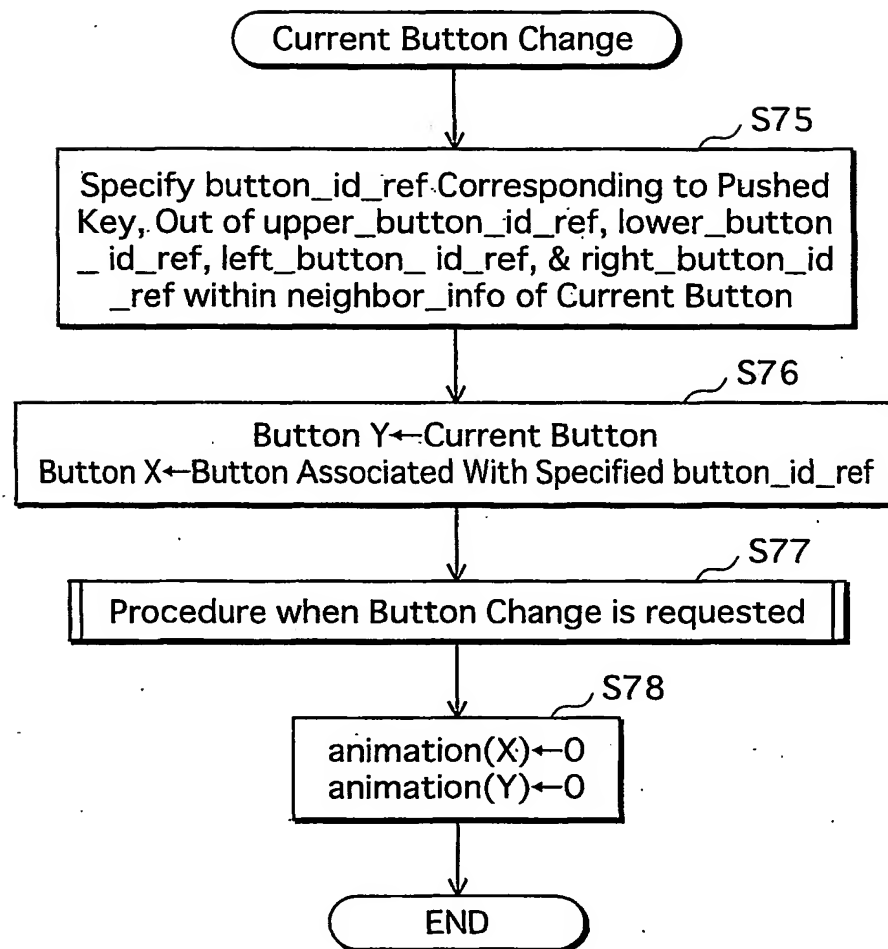 Current Button Change
S75
Specify button_id_ref Corresponding to Pushed
Key, Out of upper_button_id_ref, lower_button
_ id_ref, left_button_ id_ref, & right_button_id
_ref within neighbor_info of Current Button
S76
Button Y←Current Button
Button X←Button Associated With Specified button_id_ref
S77
Procedure when Button Change is requested
S78
animation(X)←0
animation(Y)←0
END